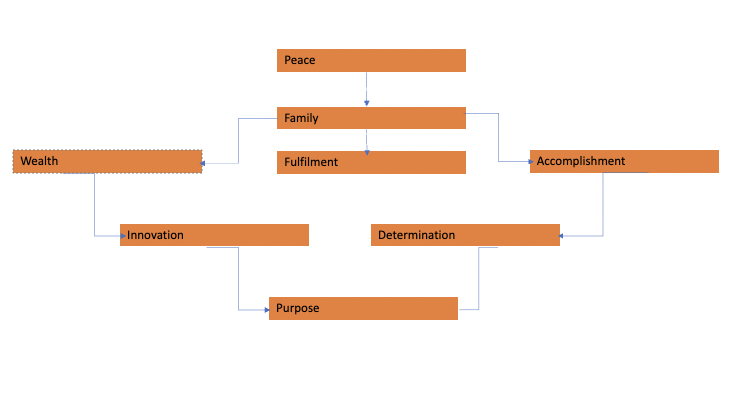 Peace
Family
Wealth
Fulfilment
Accomplishment
Innovation
Determination
Purpose